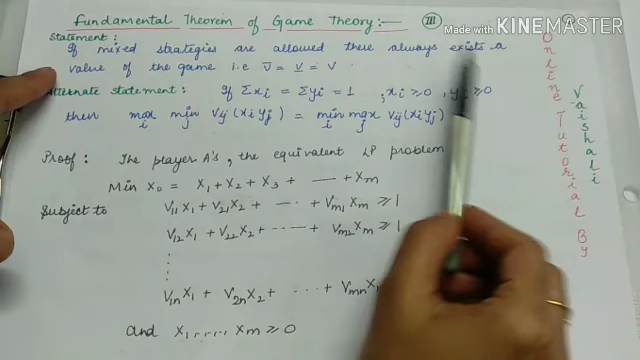 Fundamental Theorem of Game Theory:-
III
Made with KINEMASTER
Statement:
If mixed strategies are allowed there always exists a
value of the game i.e V̅ = V̲ = V
Alternate statement: If Σxi = Σyi = 1 , xi ≥ 0 , yi ≥ 0
then max min vij (xi yj) = min max vij (xi yj)
i j i j
Proof: The player A's, the equivalent LP problem
Min X0 = X1 + X2 + X3 + — + Xm
Subject to V11 X1 + V21 X2 + --- + Vm1 Xm ≥ 1
V12 X1 + V22 X2 + ---- + Vm2 Xm ≥ 1
V1n X1 + V2n X2 + ... + Vmn X
and X1, ..... Xm ≥ 0
Online Tutorial By
Vaishali